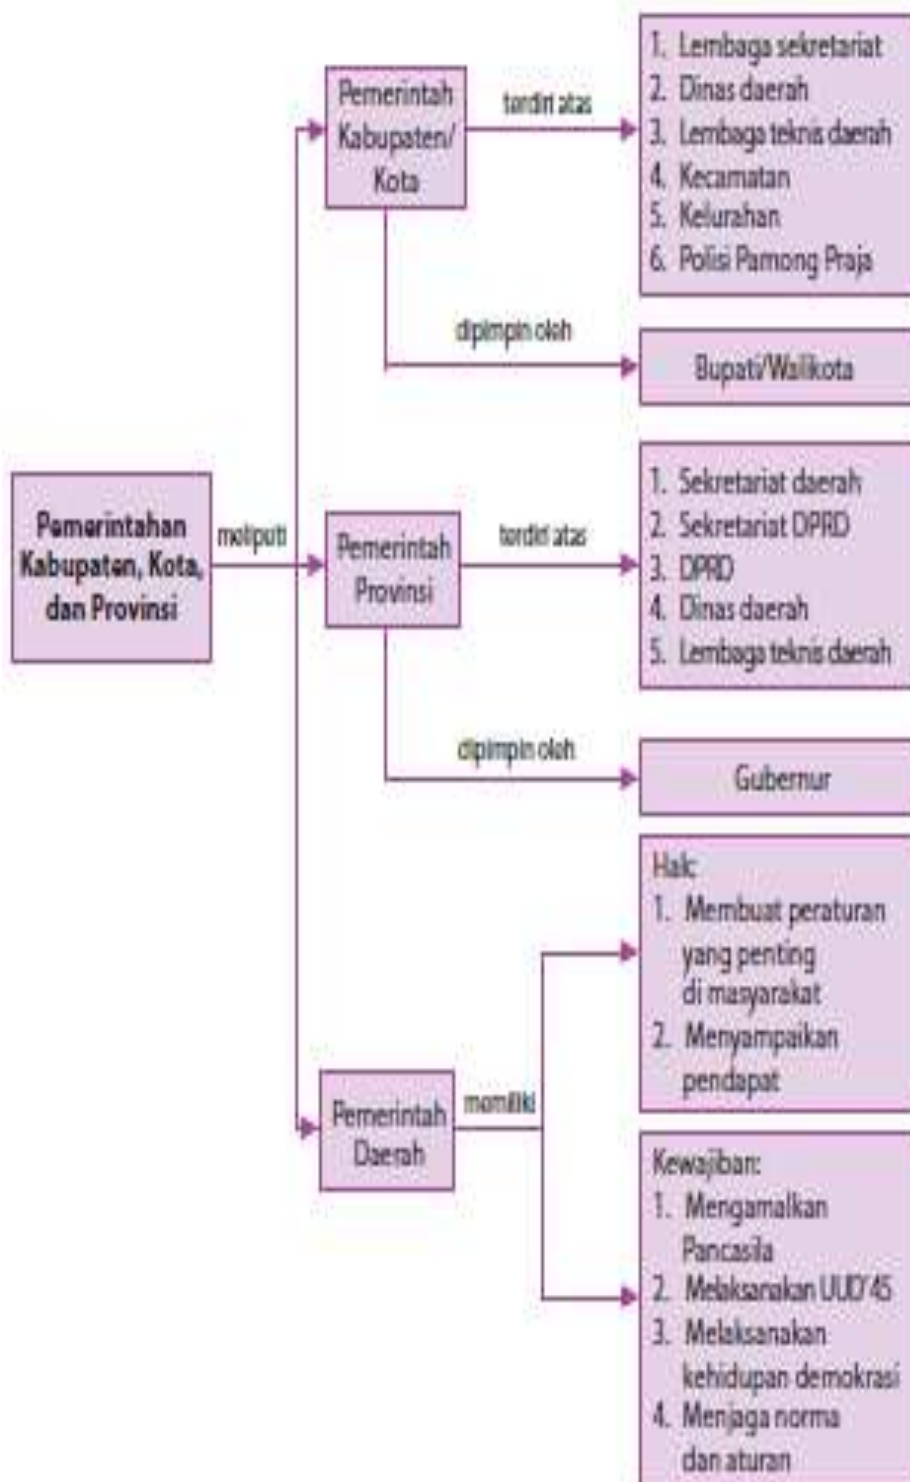 Pemerintahan
Kabupaten, Kota,
dan Provinsi
meliputi
Pemerintah
Kabupaten/
Kota
terdiri atas
1. Lembaga sekretariat
2. Dinas daerah
3. Lembaga teknis daerah
4. Kecamatan
5. Kelurahan
6. Polisi Pamong Praja
dipimpin oleh
Bupati/Walikota
Pemerintah
Provinsi
terdiri atas
1. Sekretariat daerah
2. Sekretariat DPRD
3. DPRD
4. Dinas daerah
5. Lembaga teknis daerah
dipimpin oleh
Gubernur
Pemerintah
Daerah
memiliki
Hak:
1. Membuat peraturan
yang penting
di masyarakat
2. Menyampaikan
pendapat
Kewajiban:
1. Mengamalkan
Pancasila
2. Melaksanakan UUD'45
3. Melaksanakan
kehidupan demokrasi
4. Menjaga norma
dan aturan